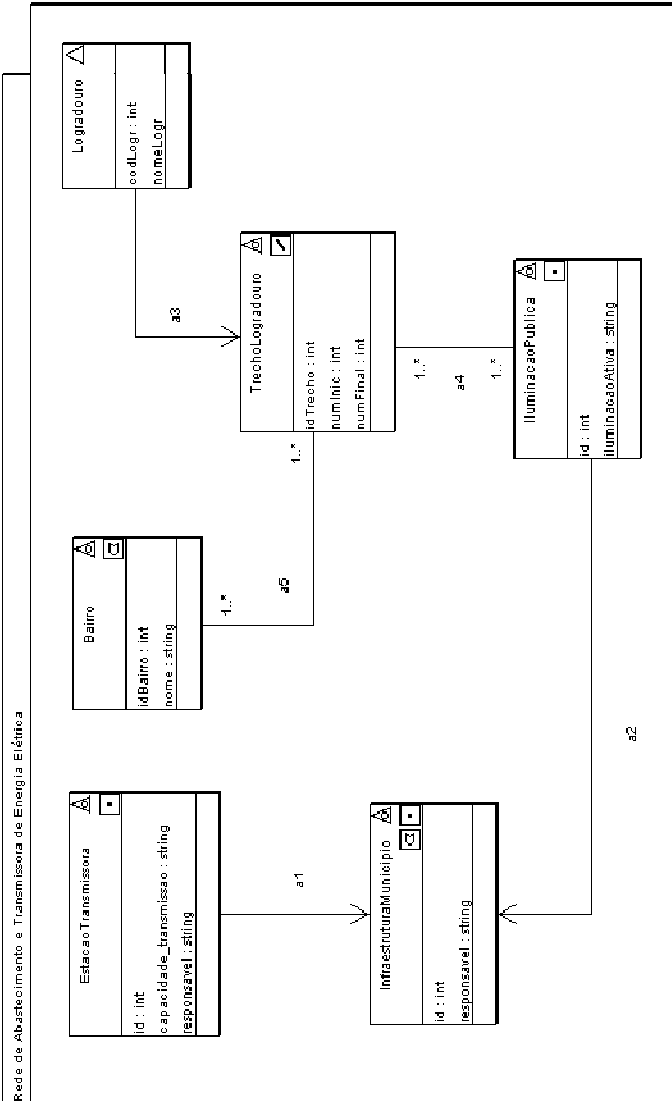 Rede de Abastecimento e Transmissora de Energia Elétrica
EstacaoTransmissora
id : int
capacidade_transmissao : string
responsavel : string
Bairro
idBairro : int
nome : string
Logradouro
codLogr : int
nomeLogr
a1
1..*
a5
1..*
a3
TrechoLogradouro
idTrecho : int
numInic : int
numFinal : int
InfraestruturaMunicipio
id : int
responsavel : string
1..*
a4
1..*
IluminacaoPublica
id : int
iluminacaoAtiva : string
a2